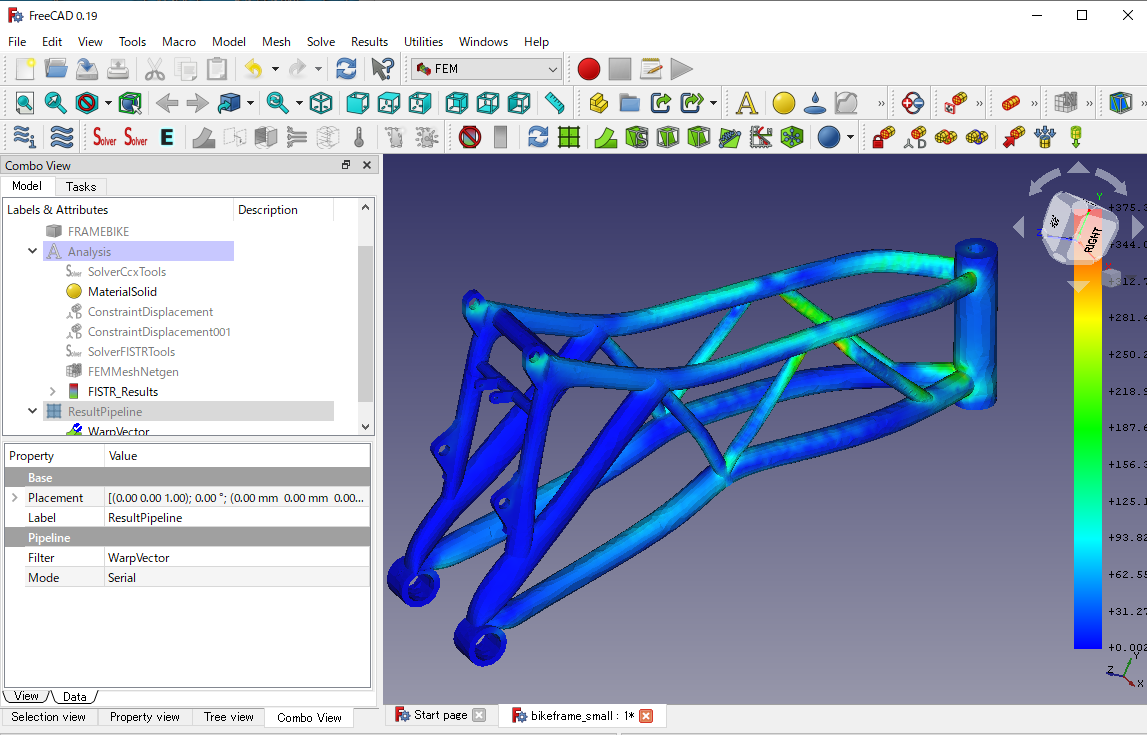 FreeCAD 0.19
File Edit View Tools Macro Model Mesh Solve Results Utilities Windows Help
FEM
Solver Solver E
Combo View
Model Tasks
Labels & Attributes Description
FRAMEBIKE
Analysis
SolverCcxTools
MaterialSolid
ConstraintDisplacement
ConstraintDisplacement001
SolverFISTRTools
FEMMeshNetgen
FISTR_Results
ResultPipeline
WarpVector
Property Value
Base
Placement [(0.00 0.00 1.00); 0.00 °; (0.00 mm 0.00 mm 0.00...
Label ResultPipeline
Pipeline
Filter WarpVector
Mode Serial
View Data
Selection view Property view Tree view Combo View
RIGHT
Y
Z
+375.3
+344.0
+312.7
+281.4
+250.2
+218.9
+187.6
+156.3
+125.1
+93.82
+62.55
+31.27
+0.002
Y
Z
X
Start page
bikeframe_small : 1*